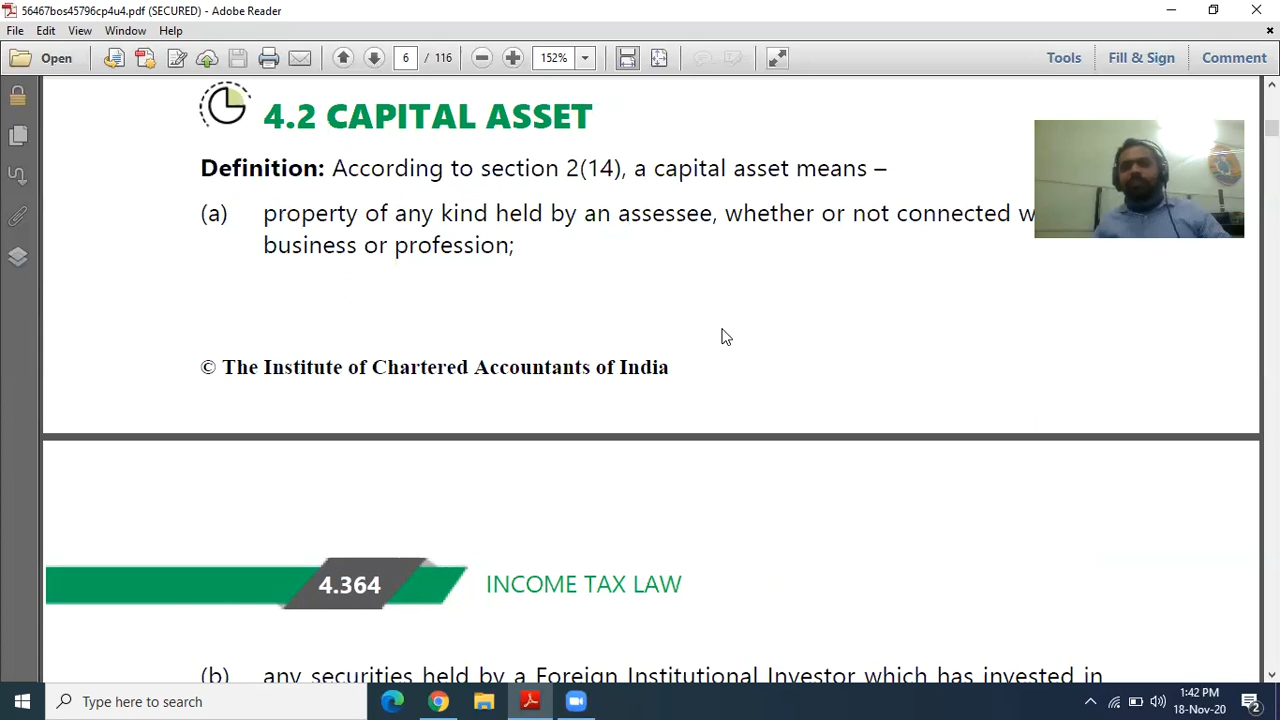 56467bos45796cp4u4.pdf (SECURED) - Adobe Reader
File Edit View Window Help
Open 6 / 116 152% Tools Fill & Sign Comment
4.2 CAPITAL ASSET
Definition: According to section 2(14), a capital asset means –
(a) property of any kind held by an assessee, whether or not connected
business or profession;
© The Institute of Chartered Accountants of India
4.364 INCOME TAX LAW
(b) any securities held by a Foreign Institutional Investor which has invested in
Type here to search
1:42 PM
18-Nov-20
2